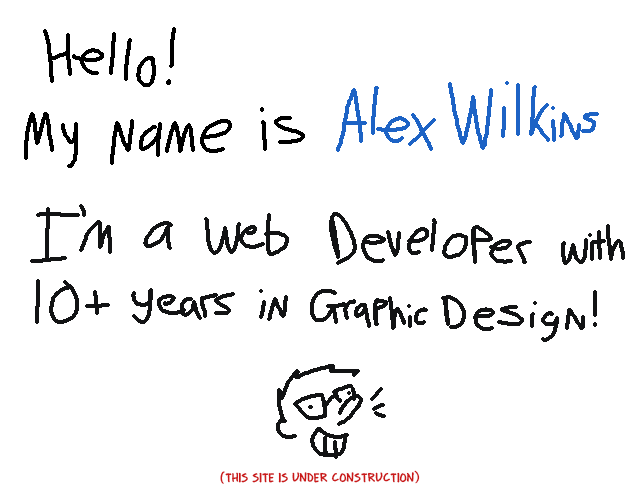 Hello!
My Name is Alex Wilkins
I'm a Web Developer with
10+ years in Graphic Design!
(THIS SITE IS UNDER CONSTRUCTION)